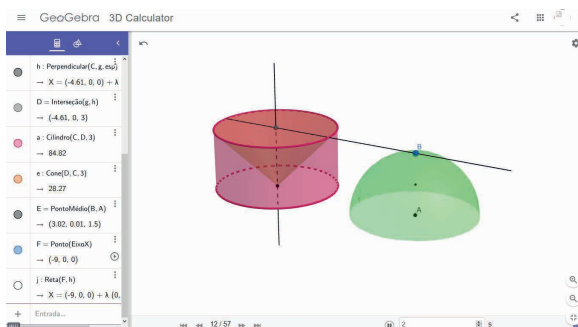 GeoGebra 3D Calculator
h : Perpendicular(C, g, esp
→ X = (-4.61, 0, 0) + λ
D = Interseção(g, h)
→ (-4.61, 0, 3)
a : Cilindro(C, D, 3)
→ 84.82
e : Cone(D, C, 3)
→ 28.27
E = PontoMédio(B, A)
→ (3.02, 0.01, 1.5)
F = Ponto(EixoX)
→ (-9, 0, 0)
j : Reta(F, h)
→ X = (-9, 0, 0) + λ (0,
Entrada...
B
A
12 / 57
2
s